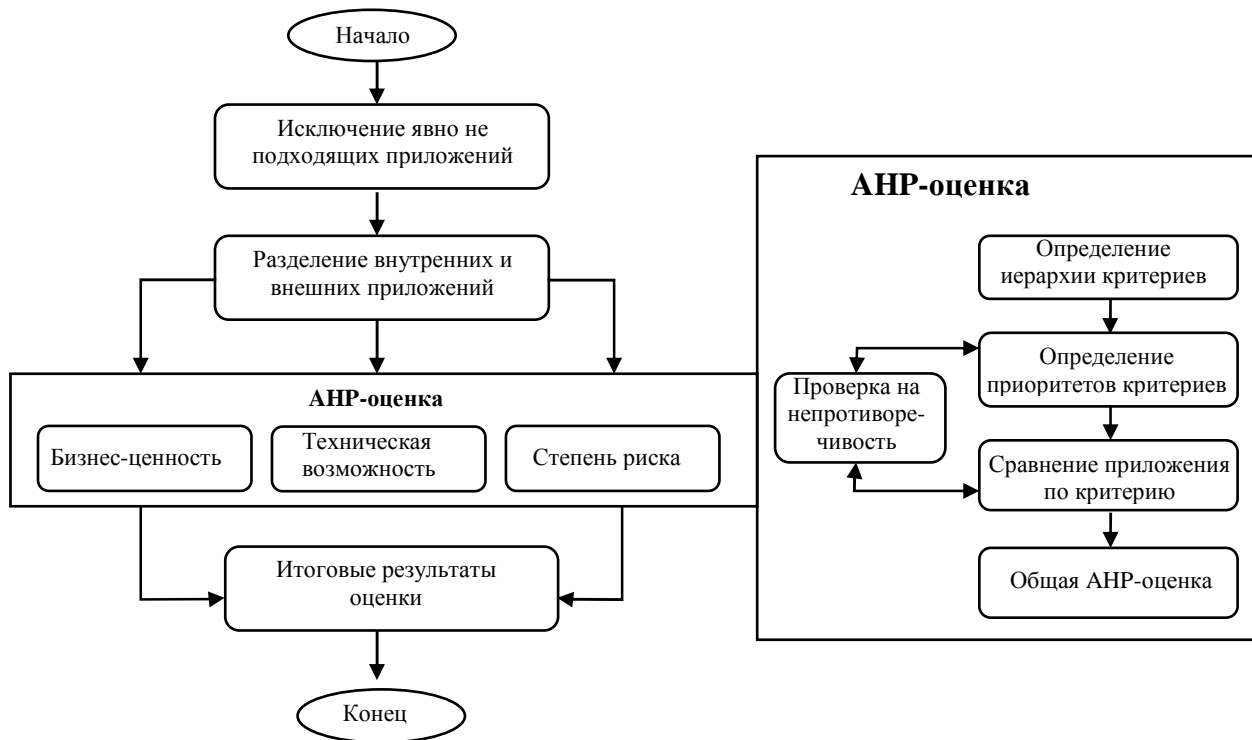 Начало
Исключение явно не
подходящих приложений
Разделение внутренних и
внешних приложений
АНР-оценка
Бизнес-ценность
Техническая
возможность
Степень риска
Итоговые результаты
оценки
Конец
АНР-оценка
Определение
иерархии критериев
Определение
приоритетов критериев
Проверка на
непротиворе-
чивость
Сравнение приложения
по критерию
Общая АНР-оценка